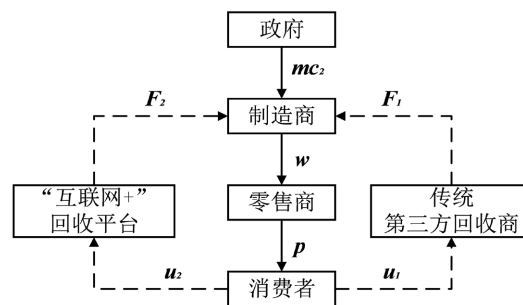 政府
mc₂
F₂
F₁
制造商
w
“互联网+”
回收平台
零售商
传统
第三方回收商
p
u₂
消费者
u₁